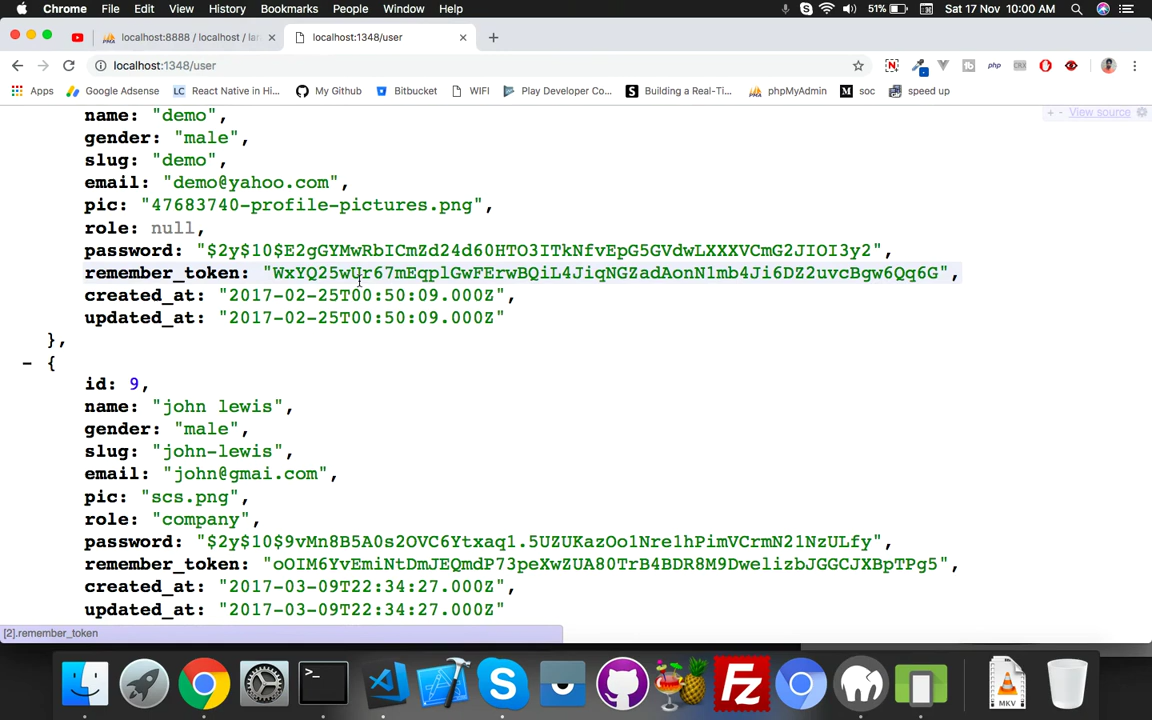 Chrome File Edit View History Bookmarks People Window Help 51% Sat 17 Nov 10:00 AM
localhost:8888 / localhost / lar localhost:1348/user
localhost:1348/user
Apps Google Adsense React Native in Hi... My Github Bitbucket WIFI Play Developer Co... Building a Real-Ti... phpMyAdmin soc speed up
+ - View source
name: "demo",
gender: "male",
slug: "demo",
email: "demo@yahoo.com",
pic: "47683740-profile-pictures.png",
role: null,
password: "$2y$10$E2gGYMwRbICmZd24d60HTO3ITkNfvEpG5GVdwLXXXVCmG2JIOI3y2",
remember_token: "WxYQ25wUr67mEqplGwFErwBQiL4JiqNGZadAonN1mb4Ji6DZ2uvcBgw6Qq6G",
created_at: "2017-02-25T00:50:09.000Z",
updated_at: "2017-02-25T00:50:09.000Z"
},
- {
id: 9,
name: "john lewis",
gender: "male",
slug: "john-lewis",
email: "john@gmai.com",
pic: "scs.png",
role: "company",
password: "$2y$10$9vMn8B5A0s2OVC6Ytxaq1.5UZUKazOo1Nre1hPimVCrmN21NzULfy",
remember_token: "oOIM6YvEmiNtDmJEQmdP73peXwZUA80TrB4BDR8M9DwelizbJGGCJXBpTPg5",
created_at: "2017-03-09T22:34:27.000Z",
updated_at: "2017-03-09T22:34:27.000Z"
[2].remember_token
MKV